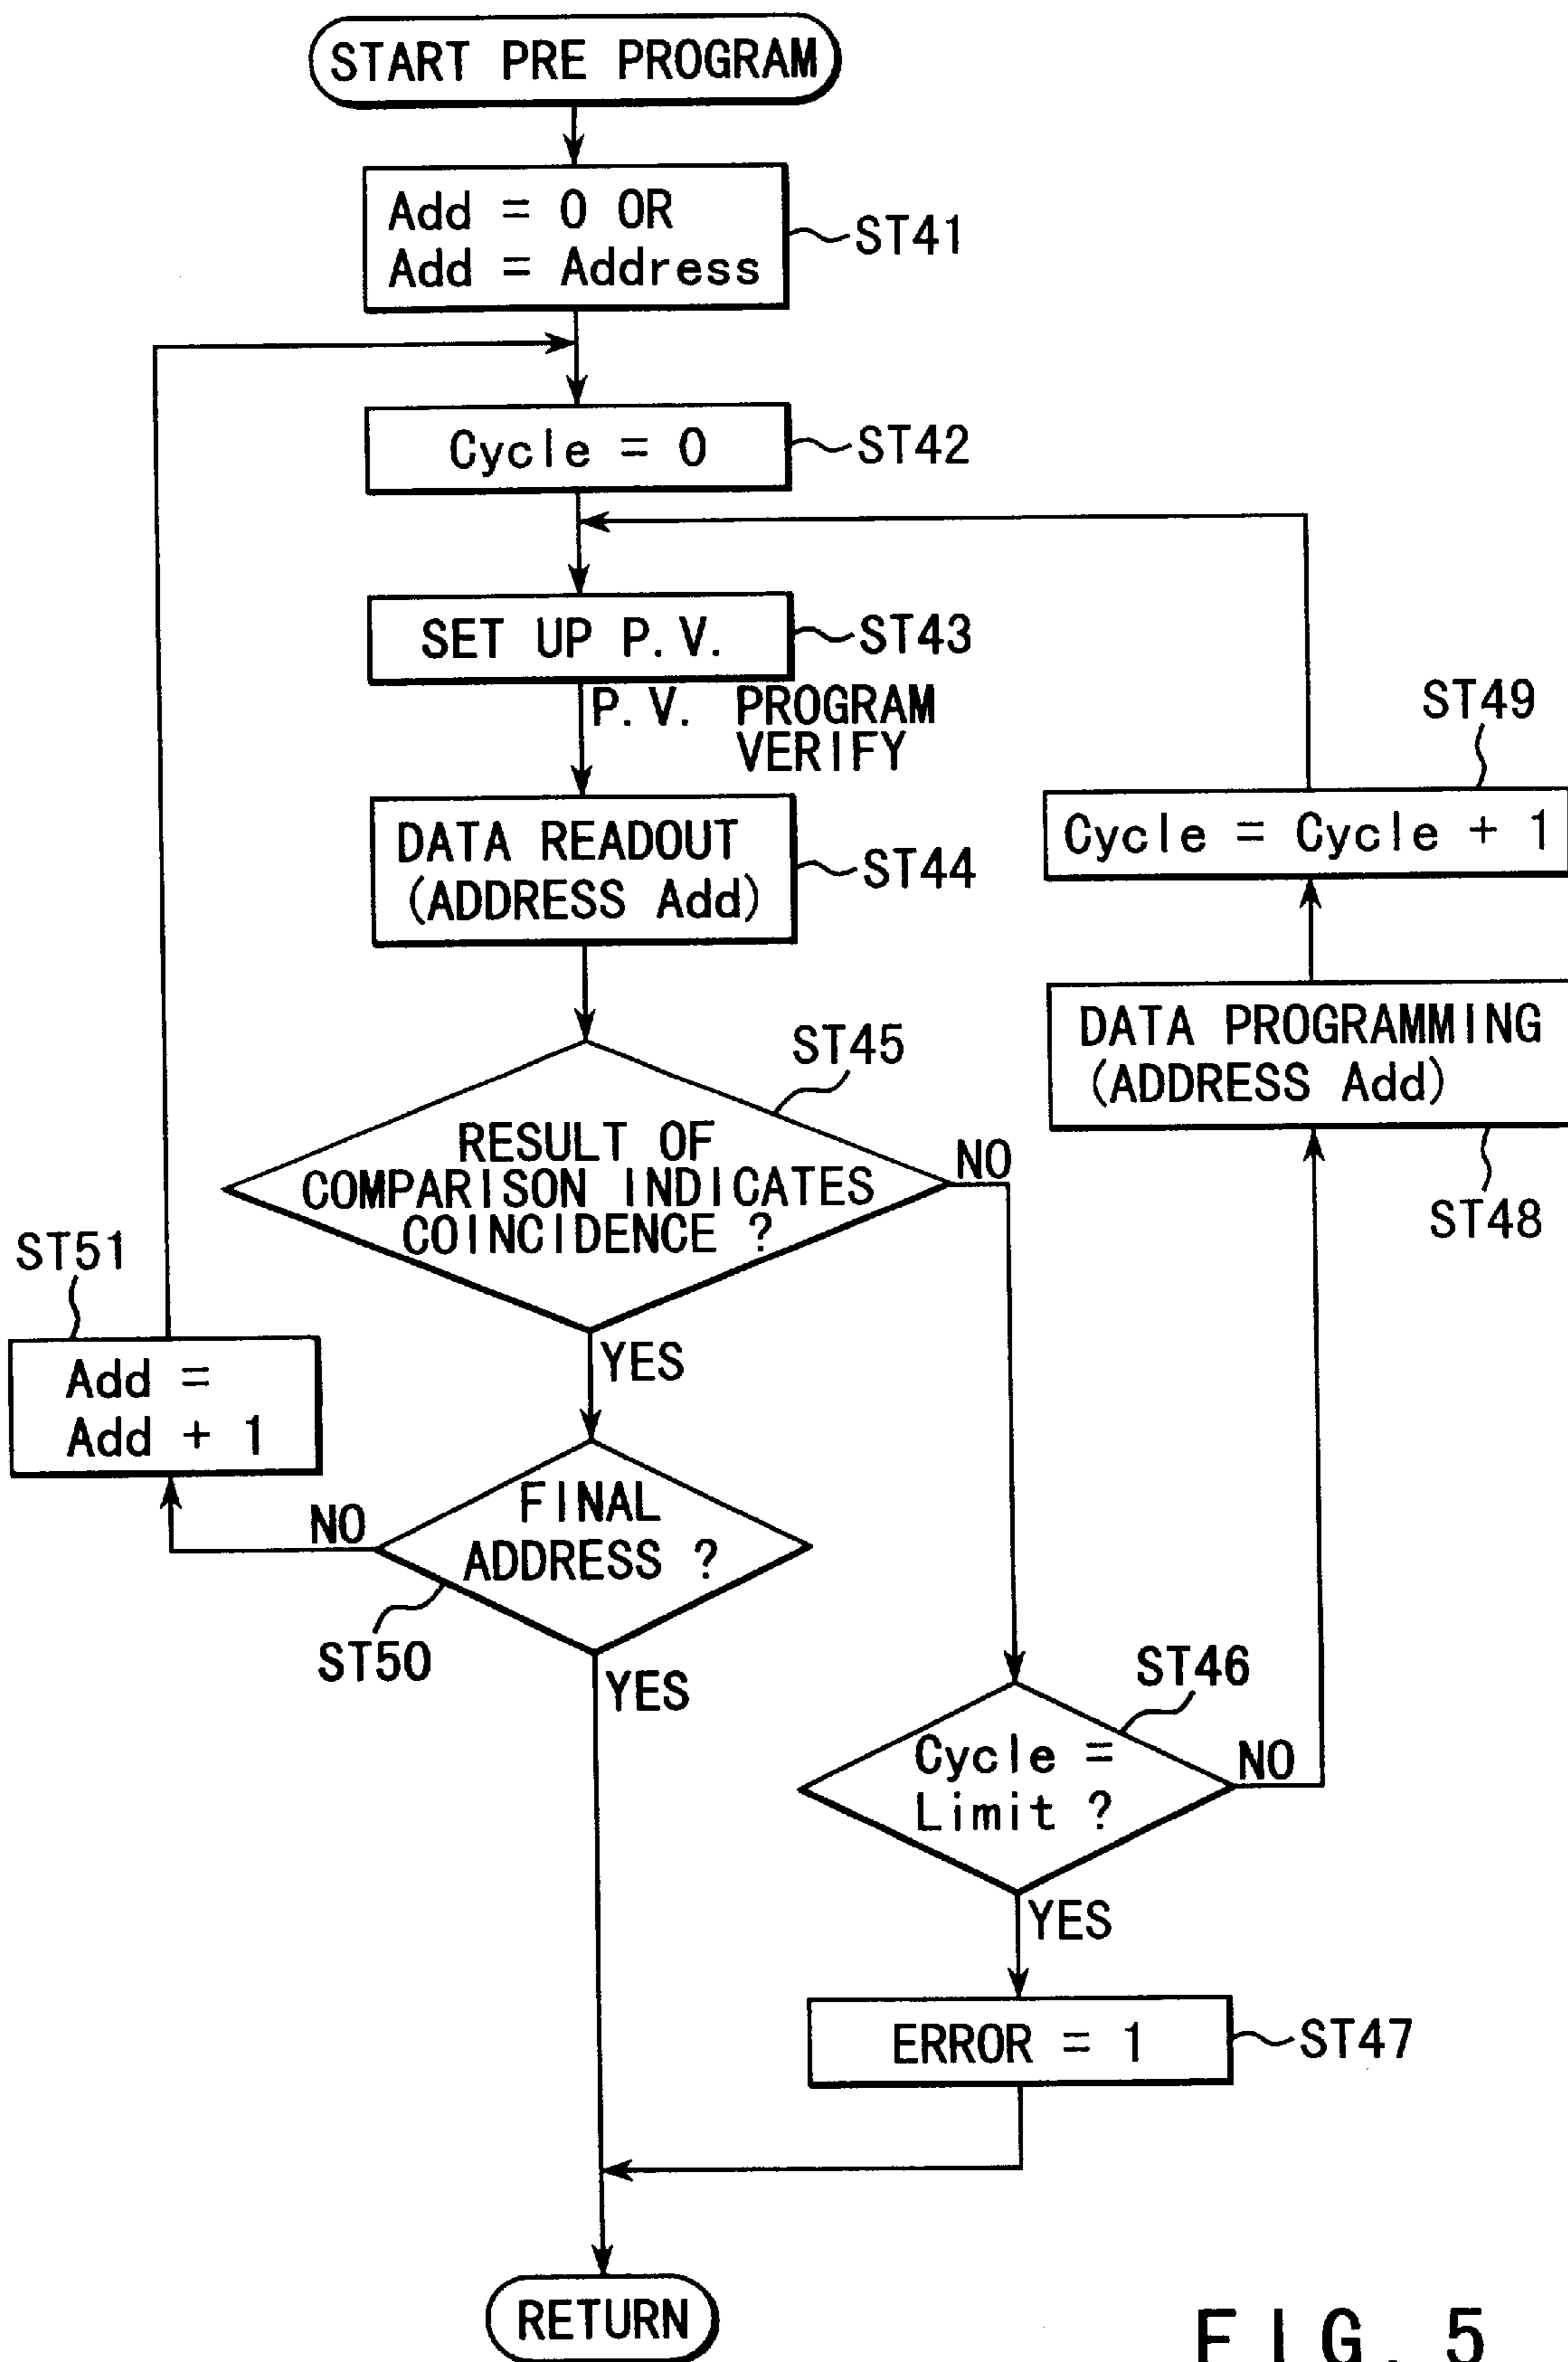 START PRE PROGRAM
Add = 0 OR
Add = Address
ST41
Cycle = 0
ST42
SET UP P.V.
ST43
P.V. PROGRAM
VERIFY
DATA READOUT
(ADDRESS Add)
ST44
ST49
Cycle = Cycle + 1
DATA PROGRAMMING
(ADDRESS Add)
ST48
ST45
RESULT OF
COMPARISON INDICATES
COINCIDENCE ?
NO
YES
ST51
Add =
Add + 1
NO
FINAL
ADDRESS ?
ST50
YES
ST46
Cycle =
Limit ?
NO
YES
ERROR = 1
ST47
RETURN
FIG. 5